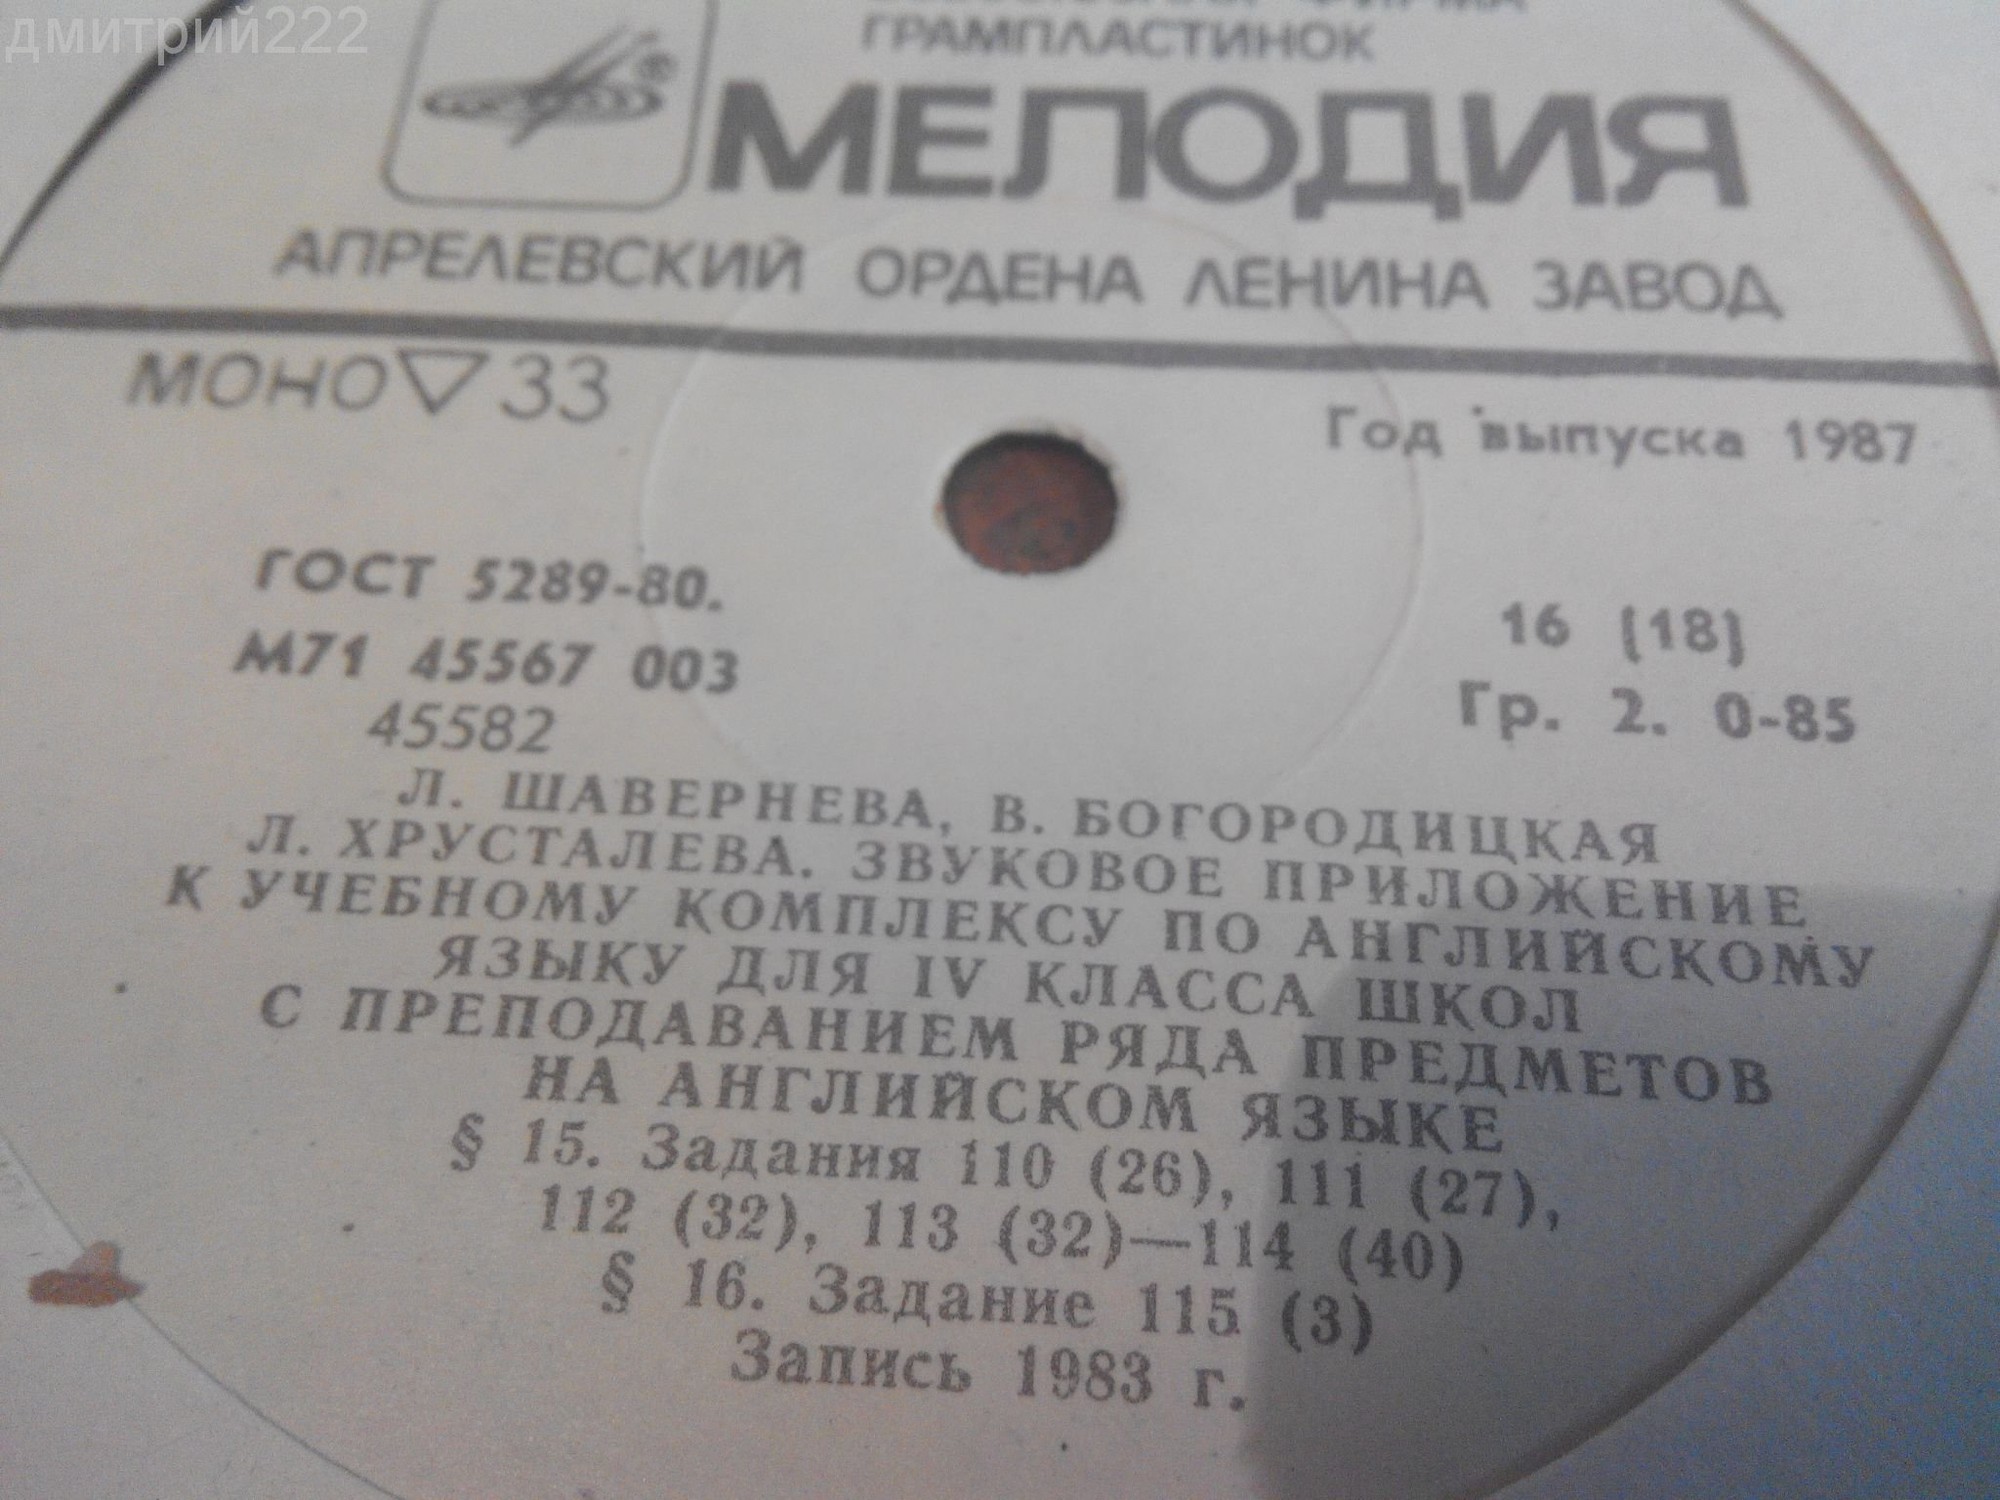 дмитрий222
ФИРМА
ГРАМПЛАСТИНОК
МЕЛОДИЯ
АПРЕЛЕВСКИЙ ОРДЕНА ЛЕНИНА ЗАВОД
МОНО ▽ 33
Год выпуска 1987
ГОСТ 5289-80.
16 (18)
М71 45567 003
Гр. 2. 0-85
45582
Л. ШАВЕРНЕВА, В. БОГОРОДИЦКАЯ
Л. ХРУСТАЛЕВА. ЗВУКОВОЕ ПРИЛОЖЕНИЕ
К УЧЕБНОМУ КОМПЛЕКСУ ПО АНГЛИЙСКОМУ
ЯЗЫКУ ДЛЯ IV КЛАССА ШКОЛ
С ПРЕПОДАВАНИЕМ РЯДА ПРЕДМЕТОВ
НА АНГЛИЙСКОМ ЯЗЫКЕ
§ 15. Задания 110 (26), 111 (27),
112 (32), 113 (32)—114 (40)
§ 16. Задание 115 (3)
Запись 1983 г.